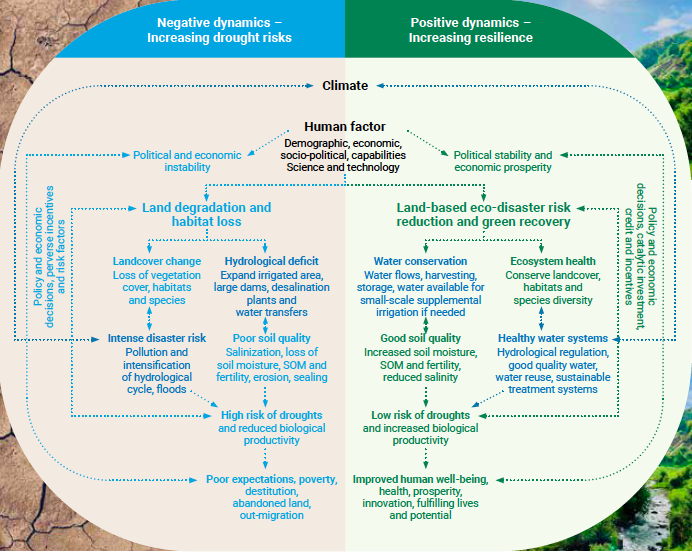 Negative dynamics –
Increasing drought risks
Positive dynamics –
Increasing resilience
Climate
Human factor
Demographic, economic,
socio-political, capabilities
Science and technology
Political and economic
instability
Political stability and
economic prosperity
Policy and economic
decisions, perverse incentives
and risk factors
Policy and economic
decisions, catalytic investment,
credit and incentives
Land degradation and
habitat loss
Land-based eco-disaster risk
reduction and green recovery
Landcover change
Loss of vegetation
cover, habitats
and species
Hydrological deficit
Expand irrigated area,
large dams, desalination
plants and
water transfers
Water conservation
Water flows, harvesting,
storage, water available for
small-scale supplemental
irrigation if needed
Ecosystem health
Conserve landcover,
habitats and
species diversity
Intense disaster risk
Pollution and
intensification
of hydrological
cycle, floods
Poor soil quality
Salinization, loss of
soil moisture, SOM and
fertility, erosion, sealing
Good soil quality
Increased soil moisture,
SOM and fertility,
reduced salinity
Healthy water systems
Hydrological regulation,
good quality water,
water reuse, sustainable
treatment systems
High risk of droughts
and reduced biological
productivity
Low risk of droughts
and increased biological
productivity
Poor expectations, poverty,
destitution,
abandoned land,
out-migration
Improved human well-being,
health, prosperity,
innovation, fulfilling lives
and potential